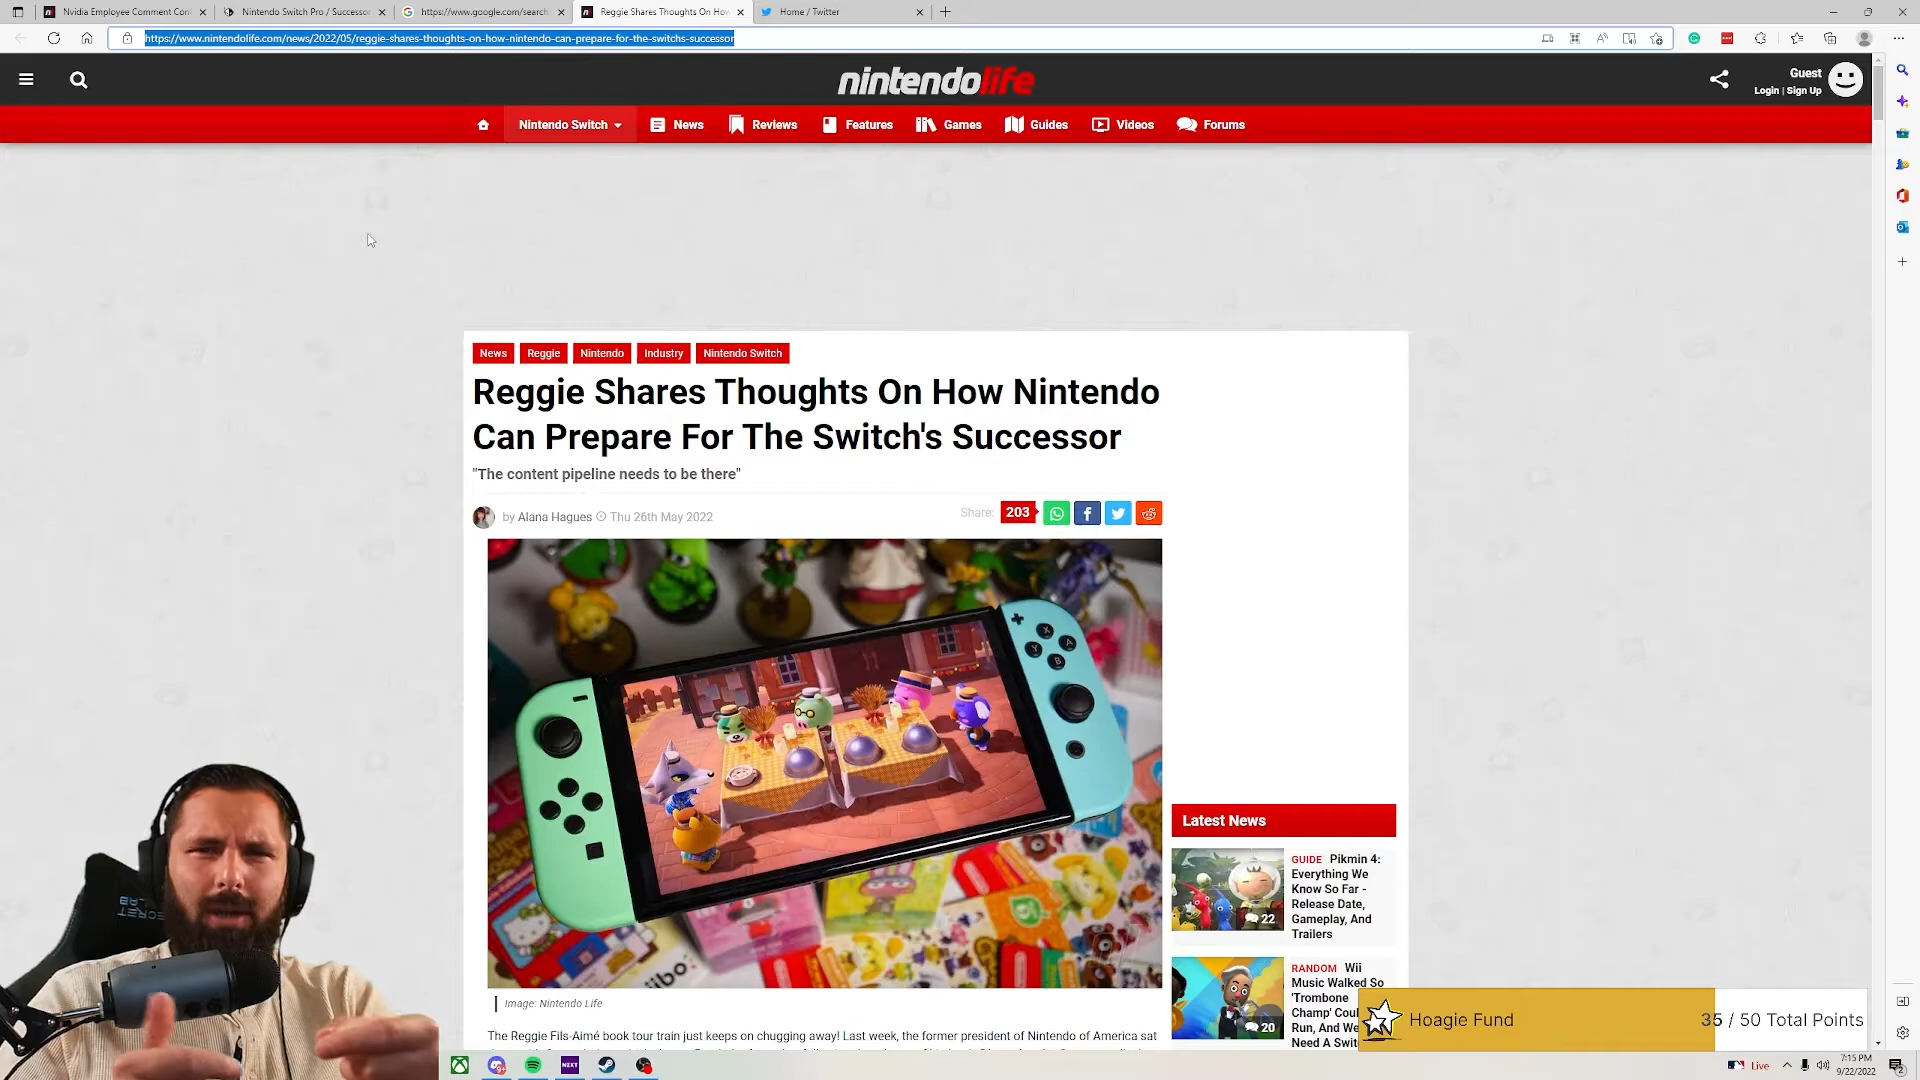 Nvidia Employee Comment Con
Nintendo Switch Pro / Successor
https://www.google.com/search
Reggie Shares Thoughts On How
Home / Twitter
https://www.nintendolife.com/news/2022/05/reggie-shares-thoughts-on-how-nintendo-can-prepare-for-the-switchs-successor
nintendolife
Guest
Login | Sign Up
Nintendo Switch
News
Reviews
Features
Games
Guides
Videos
Forums
News
Reggie
Nintendo
Industry
Nintendo Switch
Reggie Shares Thoughts On How Nintendo
Can Prepare For The Switch's Successor
"The content pipeline needs to be there"
by Alana Hagues Thu 26th May 2022
Share: 203
X
Y
A
B
Image: Nintendo Life
The Reggie Fils-Aimé book tour train just keeps on chugging away! Last week, the former president of Nintendo of America sat
Latest News
GUIDE Pikmin 4:
Everything We
Know So Far -
Release Date,
Gameplay, And
Trailers
22
RANDOM Wii
Music Walked So
'Trombone
Champ' Coul
Run, And We
Need A Swit
20
Hoagie Fund
35 / 50 Total Points
NEXT
Live
7:15 PM
9/22/2022